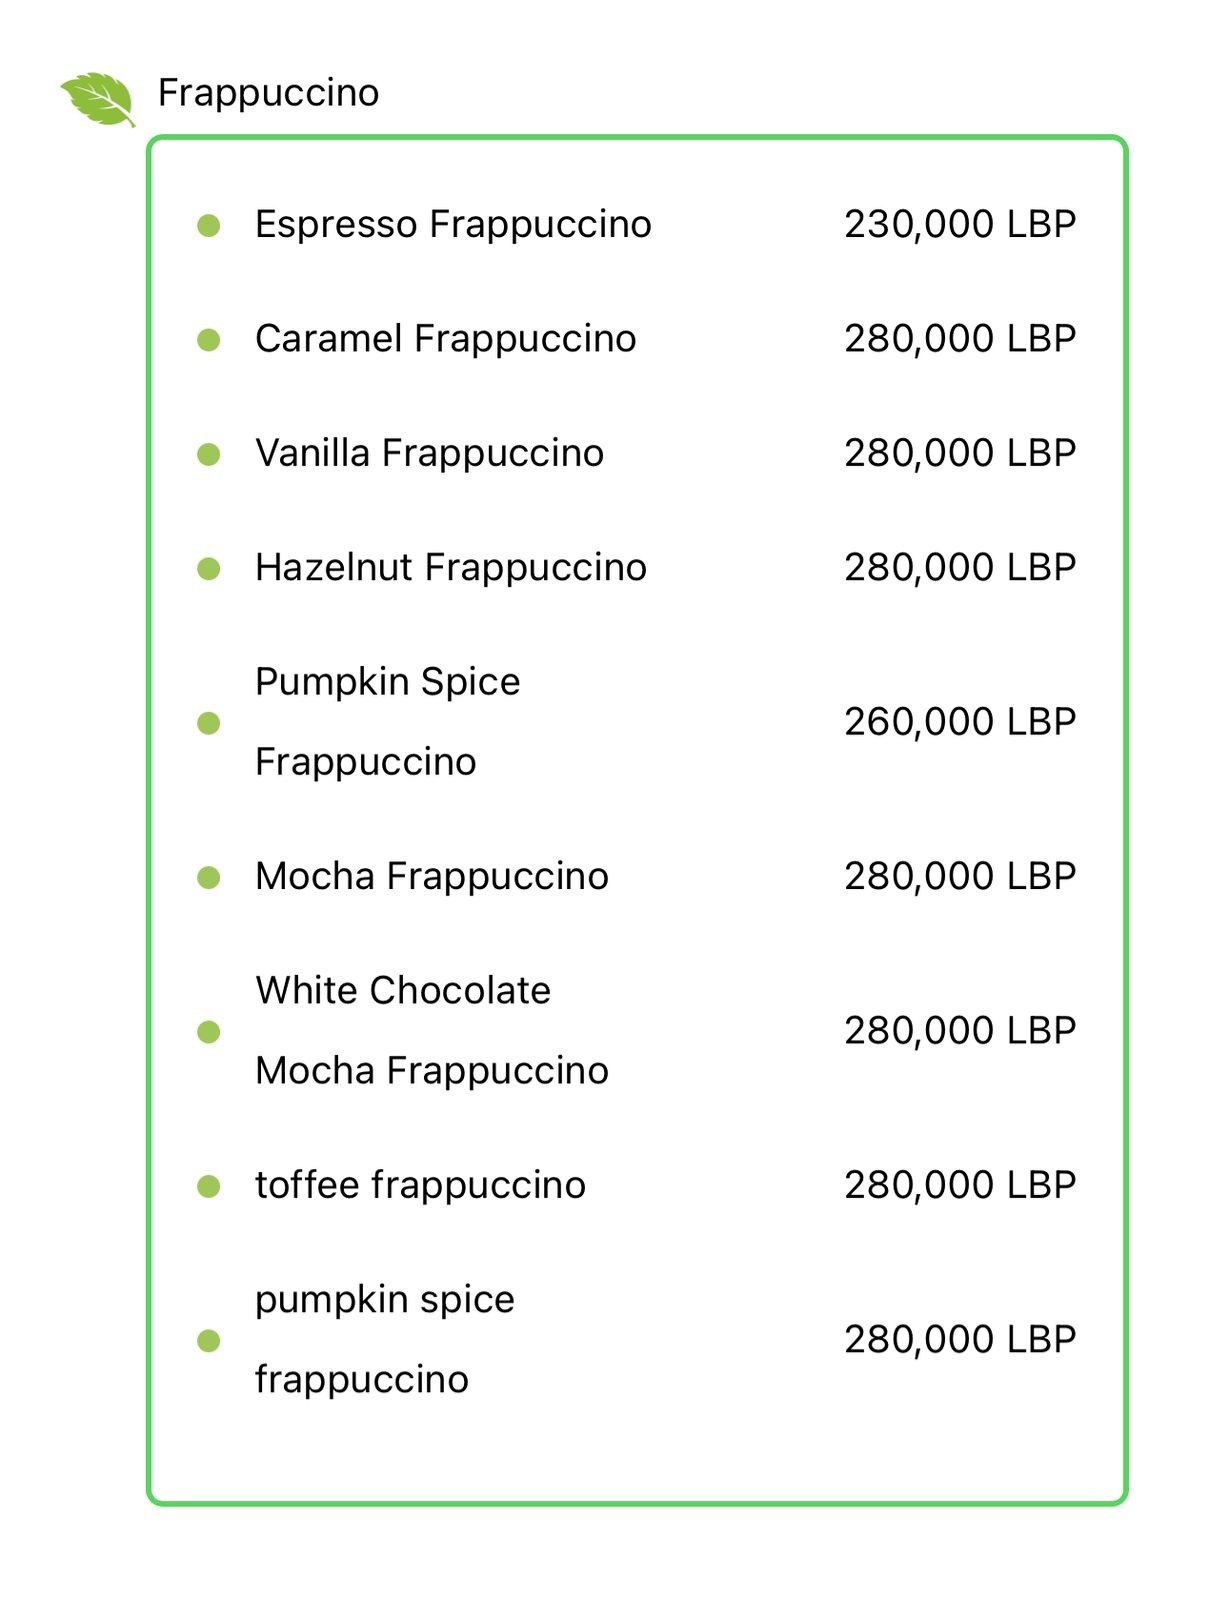 Frappuccino
Espresso Frappuccino 230,000 LBP
Caramel Frappuccino 280,000 LBP
Vanilla Frappuccino 280,000 LBP
Hazelnut Frappuccino 280,000 LBP
Pumpkin Spice
Frappuccino
260,000 LBP
Mocha Frappuccino 280,000 LBP
White Chocolate
Mocha Frappuccino
280,000 LBP
toffee frappuccino 280,000 LBP
pumpkin spice
frappuccino
280,000 LBP